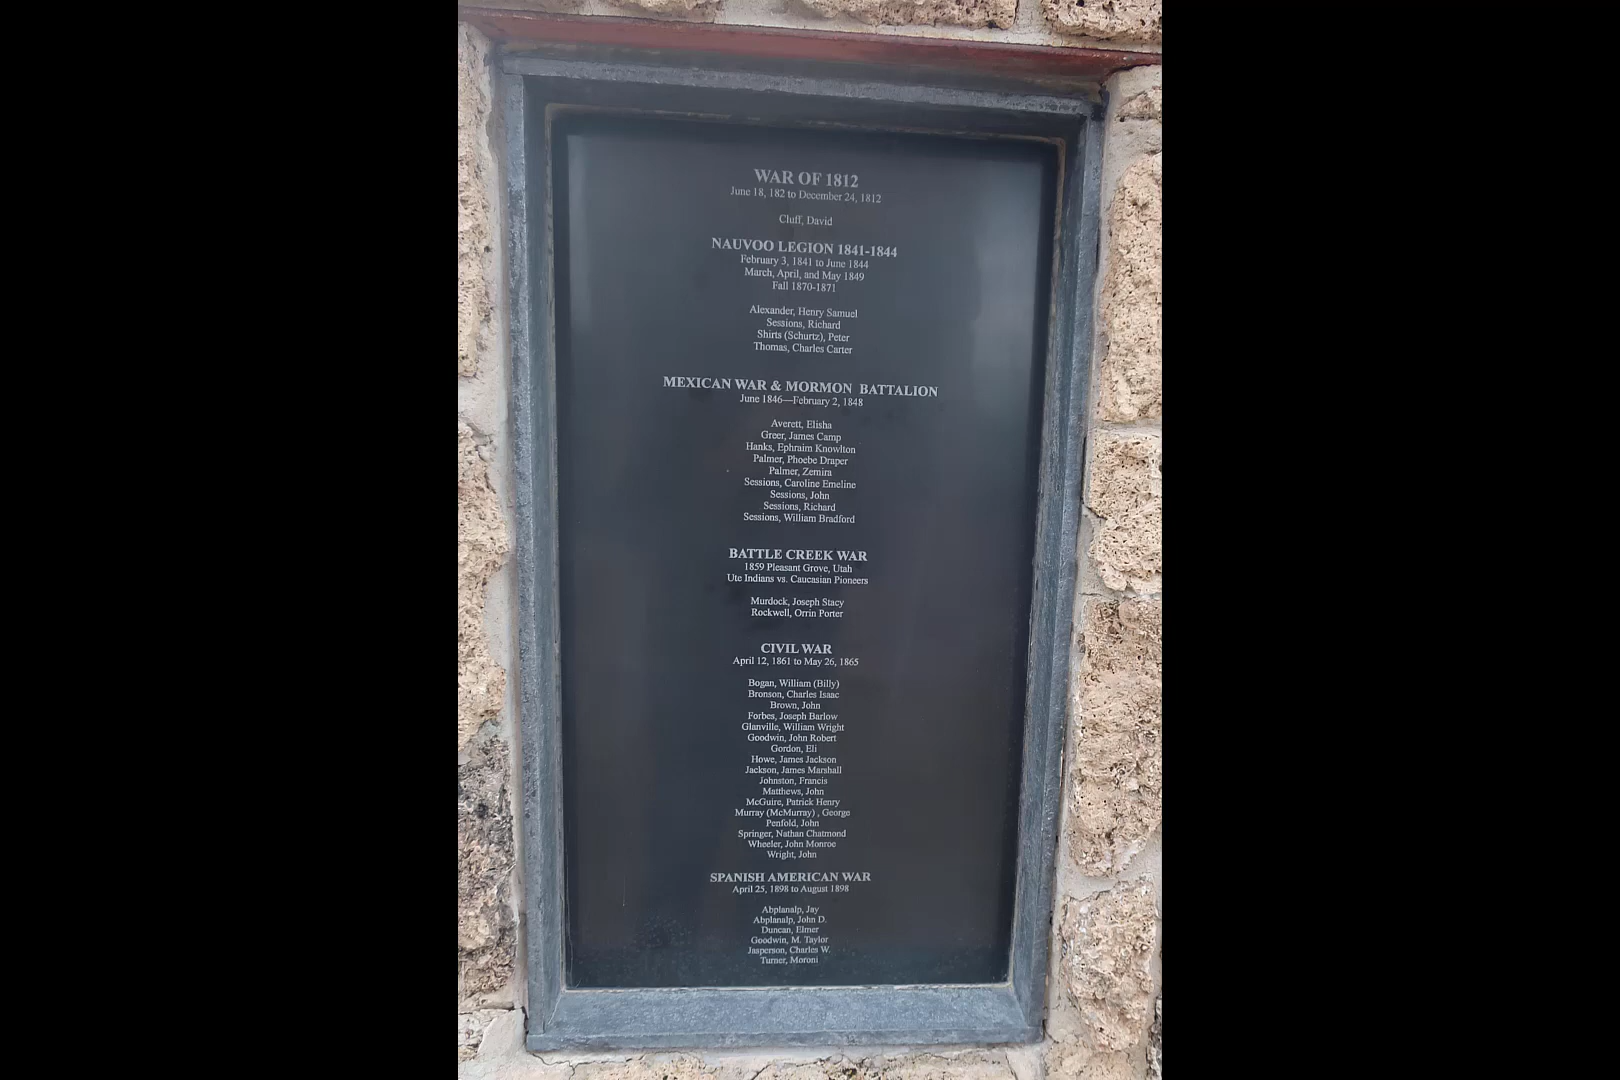 WAR OF 1812
June 18, 182 to December 24, 1812
Cluff, David
NAUVOO LEGION 1841-1844
February 3, 1841 to June 1844
March, April, and May 1849
Fall 1870-1871
Alexander, Henry Samuel
Sessions, Richard
Shirts (Schurtz), Peter
Thomas, Charles Carter
MEXICAN WAR & MORMON BATTALION
June 1846—February 2, 1848
Averett, Elisha
Greer, James Camp
Hanks, Ephraim Knowlton
Palmer, Phoebe Draper
Palmer, Zemira
Sessions, Caroline Emeline
Sessions, John
Sessions, Richard
Sessions, William Bradford
BATTLE CREEK WAR
1859 Pleasant Grove, Utah
Ute Indians vs. Caucasian Pioneers
Murdock, Joseph Stacy
Rockwell, Orrin Porter
CIVIL WAR
April 12, 1861 to May 26, 1865
Bogan, William (Billy)
Bronson, Charles Isaac
Brown, John
Forbes, Joseph Barlow
Glanville, William Wright
Goodwin, John Robert
Gordon, Eli
Howe, James Jackson
Jackson, James Marshall
Johnston, Francis
Matthews, John
McGuire, Patrick Henry
Murray (McMurray) , George
Penfold, John
Springer, Nathan Chatmond
Wheeler, John Monroe
Wright, John
SPANISH AMERICAN WAR
April 25, 1898 to August 1898
Abplanalp, Jay
Abplanalp, John D.
Duncan, Elmer
Goodwin, M. Taylor
Jasperson, Charles W.
Turner, Moroni